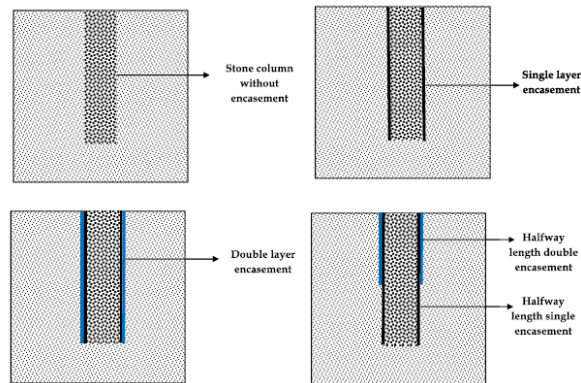 Stone column
without
encasement
Single layer
encasement
Double layer
encasement
Halfway
length double
encasement
Halfway
length single
encasement